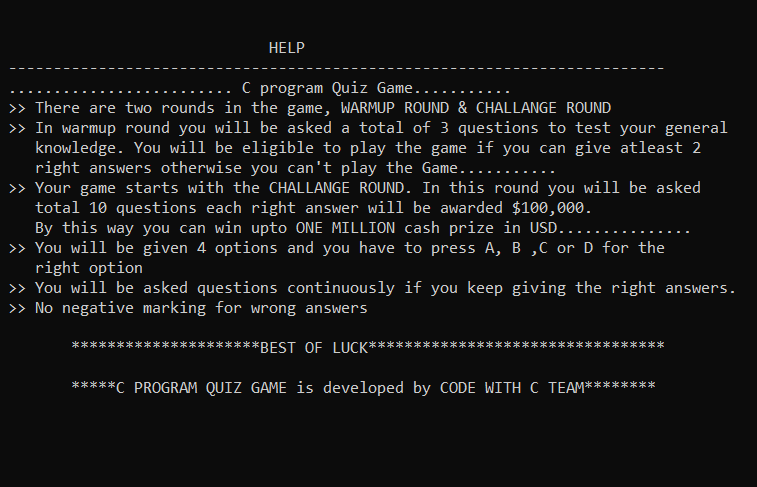 HELP
-------------------------------------------------------------------------
......................... C program Quiz Game...........
>> There are two rounds in the game, WARMUP ROUND & CHALLANGE ROUND
>> In warmup round you will be asked a total of 3 questions to test your general
knowledge. You will be eligible to play the game if you can give atleast 2
right answers otherwise you can't play the Game...........
>> Your game starts with the CHALLANGE ROUND. In this round you will be asked
total 10 questions each right answer will be awarded $100,000.
By this way you can win upto ONE MILLION cash prize in USD...............
>> You will be given 4 options and you have to press A, B ,C or D for the
right option
>> You will be asked questions continuously if you keep giving the right answers.
>> No negative marking for wrong answers
*********************BEST OF LUCK*********************************
*****C PROGRAM QUIZ GAME is developed by CODE WITH C TEAM********